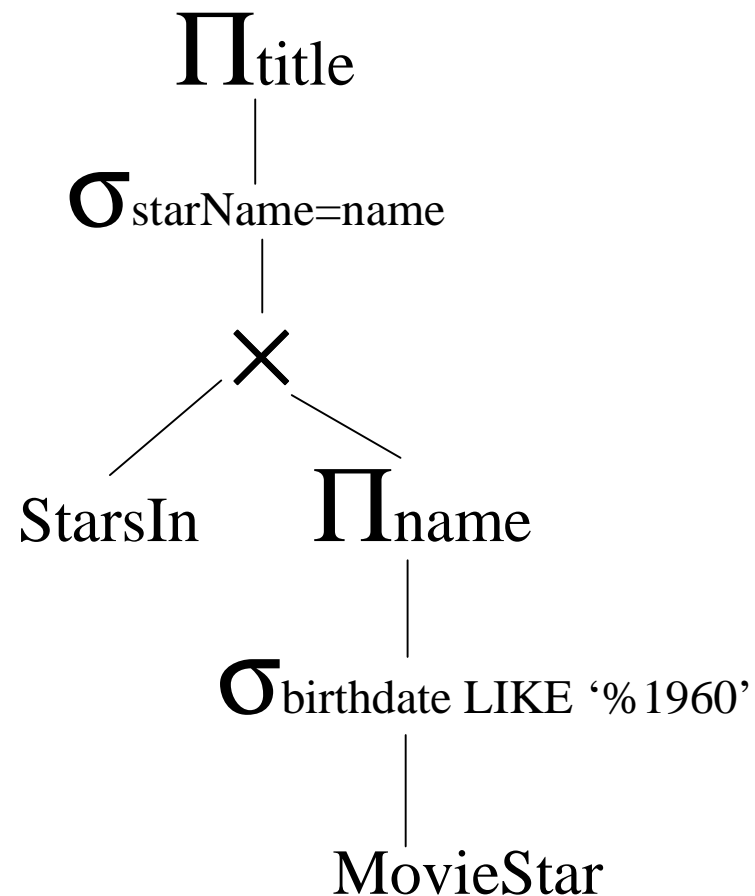 Πtitle
σstarName=name
×
StarsIn Πname
σbirthdate LIKE ‘%1960’
MovieStar